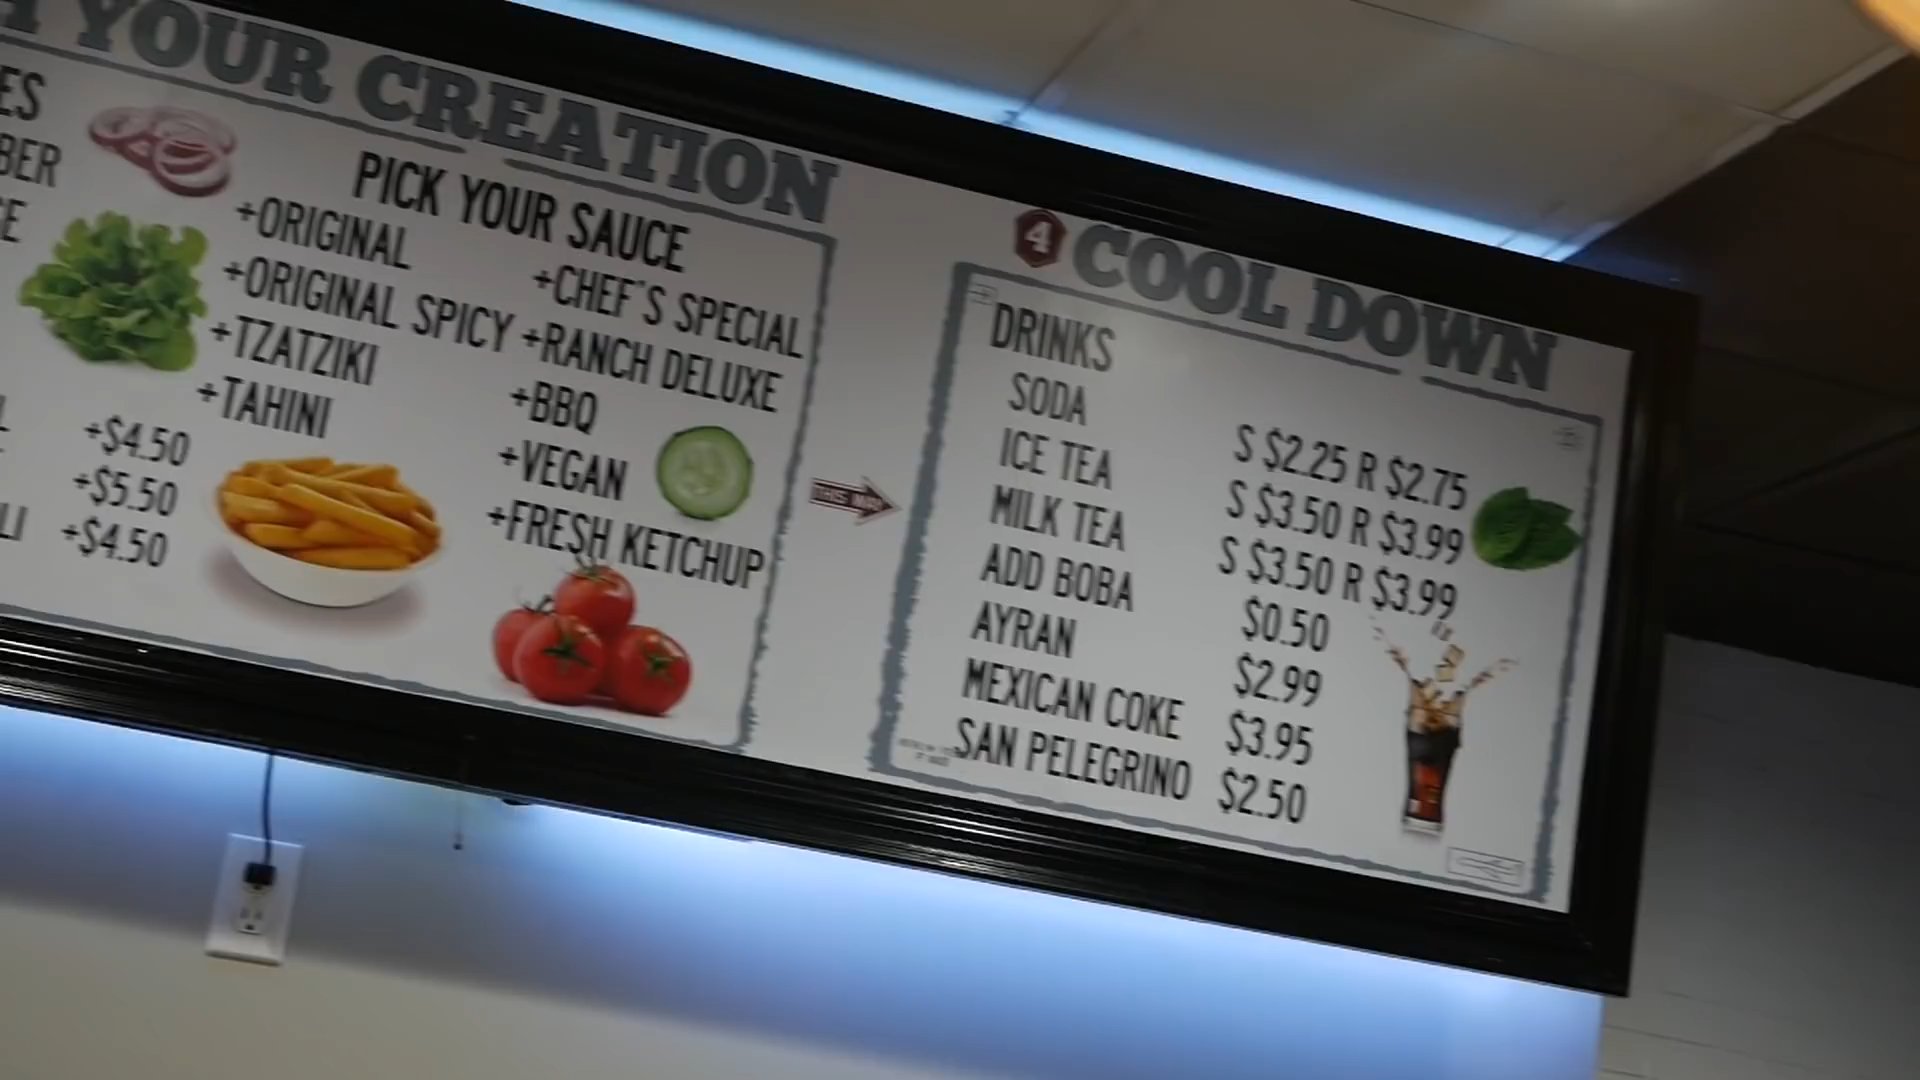 YOUR CREATION
ES
BER
PICK YOUR SAUCE
+ORIGINAL
+ORIGINAL SPICY
+TZATZIKI
+TAHINI
+CHEF'S SPECIAL
+RANCH DELUXE
+BBQ
+VEGAN
+FRESH KETCHUP
+$4.50
+$5.50
LI +$4.50
THIS WAY
4 COOL DOWN
DRINKS
SODA S $2.25 R $2.75
ICE TEA S $3.50 R $3.99
MILK TEA S $3.50 R $3.99
ADD BOBA $0.50
AYRAN $2.99
MEXICAN COKE $3.95
SAN PELEGRINO $2.50